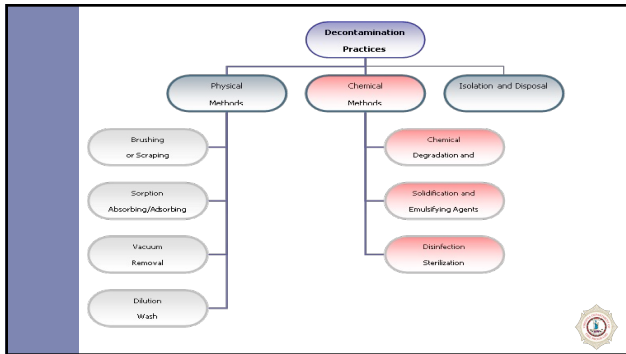 Decontamination
Practices
Physical
Methods
Chemical
Methods
Isolation and Disposal
Brushing
or Scraping
Sorption
Absorbing/Adsorbing
Vacuum
Removal
Dilution
Wash
Chemical
Degradation and
Solidification and
Emulsifying Agents
Disinfection
Sterilization